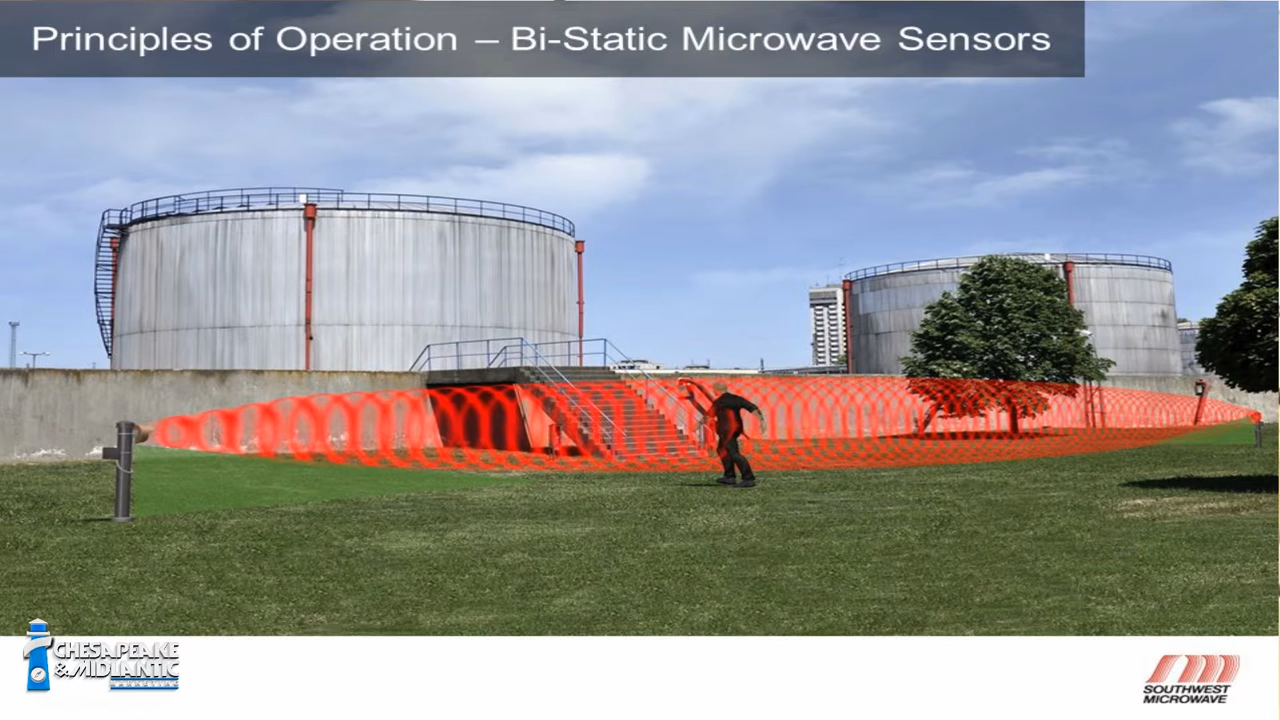 Principles of Operation – Bi-Static Microwave Sensors
CHESAPEAKE
& MIDLANTIC
SOUTHWEST
MICROWAVE